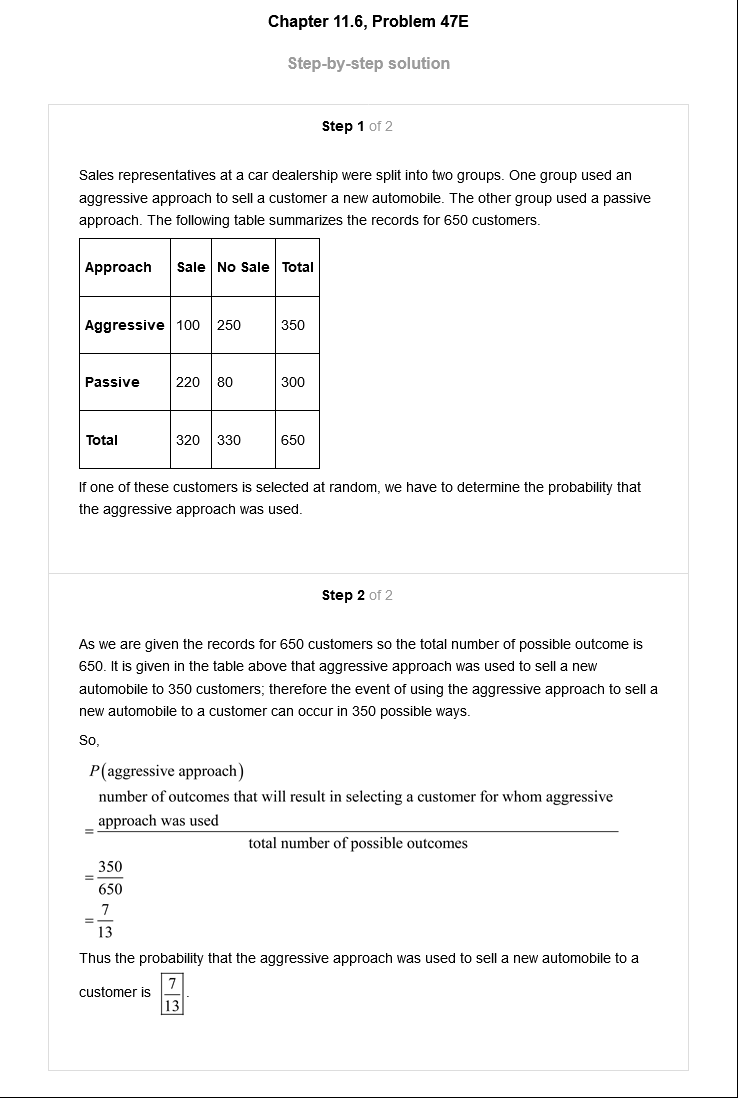 Chapter 11.6, Problem 47E
Step-by-step solution
Step 1 of 2
Sales representatives at a car dealership were split into two groups. One group used an
aggressive approach to sell a customer a new automobile. The other group used a passive
approach. The following table summarizes the records for 650 customers.
Approach Sale No Sale Total
Aggressive 100 250 350
Passive 220 80 300
Total 320 330 650
If one of these customers is selected at random, we have to determine the probability that
the aggressive approach was used.
Step 2 of 2
As we are given the records for 650 customers so the total number of possible outcome is
650. It is given in the table above that aggressive approach was used to sell a new
automobile to 350 customers; therefore the event of using the aggressive approach to sell a
new automobile to a customer can occur in 350 possible ways.
So,
P(aggressive approach)
number of outcomes that will result in selecting a customer for whom aggressive
approach was used
=
total number of possible outcomes
350
=
650
7
=
13
Thus the probability that the aggressive approach was used to sell a new automobile to a
customer is 7/13.